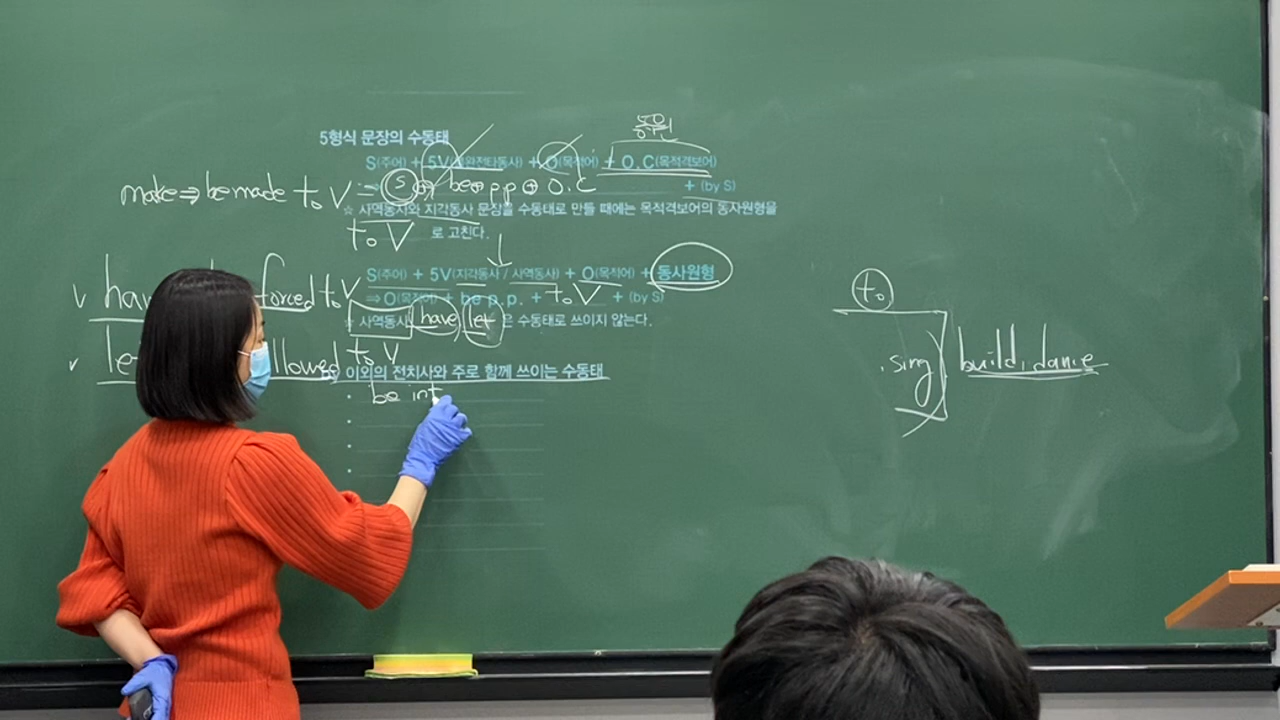 5형식 문장의 수동태
동명
S(주어) + 5V(불완전타동사) + O(목적어) + O.C(목적격보어)
make ⇒ be made to V = S be p.p ⊕ O.C + (by S)
☆ 사역동사와 지각동사 문장을 수동태로 만들 때에는 목적격보어의 동사원형을
to V 로 고친다.
S(주어) + 5V(지각동사 / 사역동사) + O(목적어) + 동사원형
v forced to V
⇒ O(목적어) + be p.p. + to V + (by S)
☆ 사역동사 have, let 은 수동태로 쓰이지 않는다.
llowed to V
이외의 전치사와 주로 함께 쓰이는 수동태
be int
to
sing build, dance